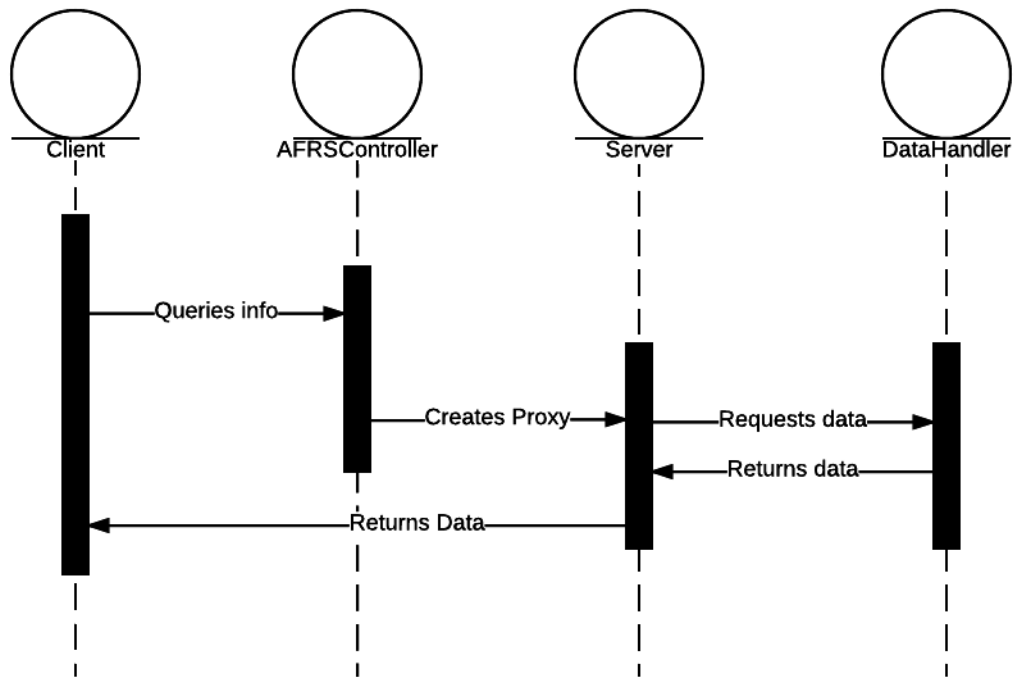 Client
AFRSController
Server
DataHandler
Queries info
Creates Proxy
Requests data
Returns data
Returns Data